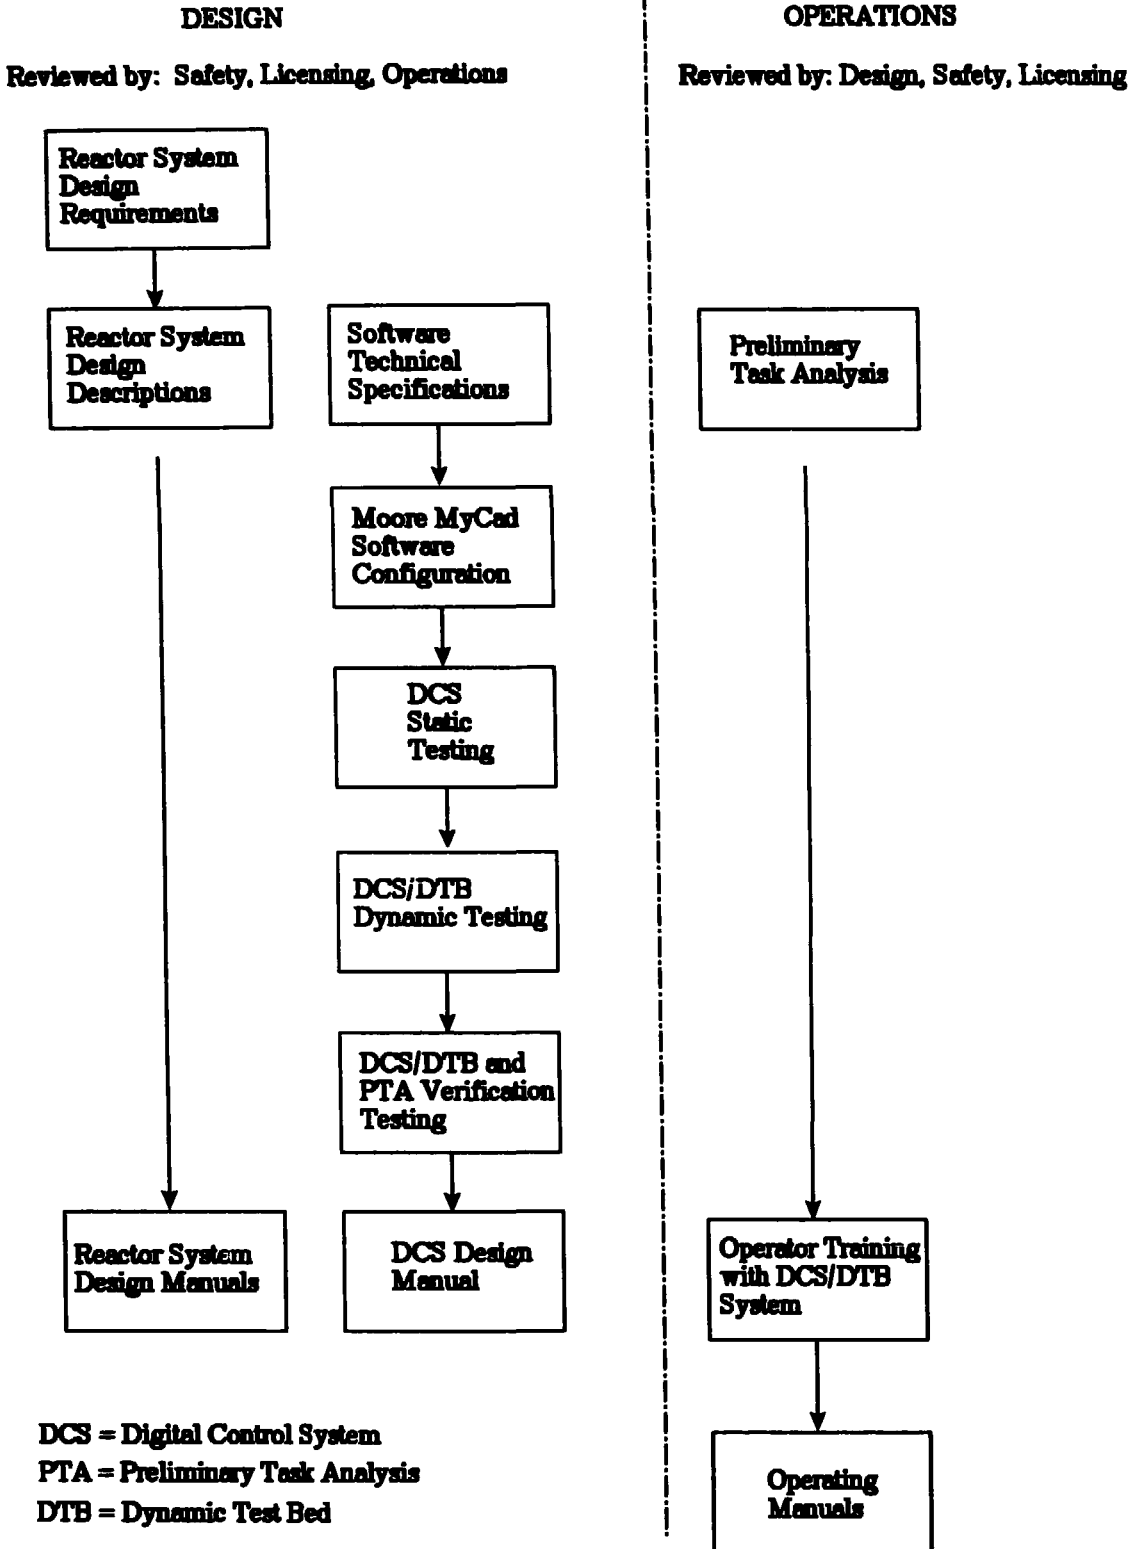 DESIGN
Reviewed by: Safety, Licensing, Operations
Reactor System
Design
Requirements
Reactor System
Design
Descriptions
Software
Technical
Specifications
Moore MyCad
Software
Configuration
DCS
Static
Testing
DCS/DTB
Dynamic Testing
DCS/DTB and
PTA Verification
Testing
Reactor System
Design Manuals
DCS Design
Manual
DCS = Digital Control System
PTA = Preliminary Task Analysis
DTB = Dynamic Test Bed
OPERATIONS
Reviewed by: Design, Safety, Licensing
Preliminary
Task Analysis
Operator Training
with DCS/DTB
System
Operating
Manuals